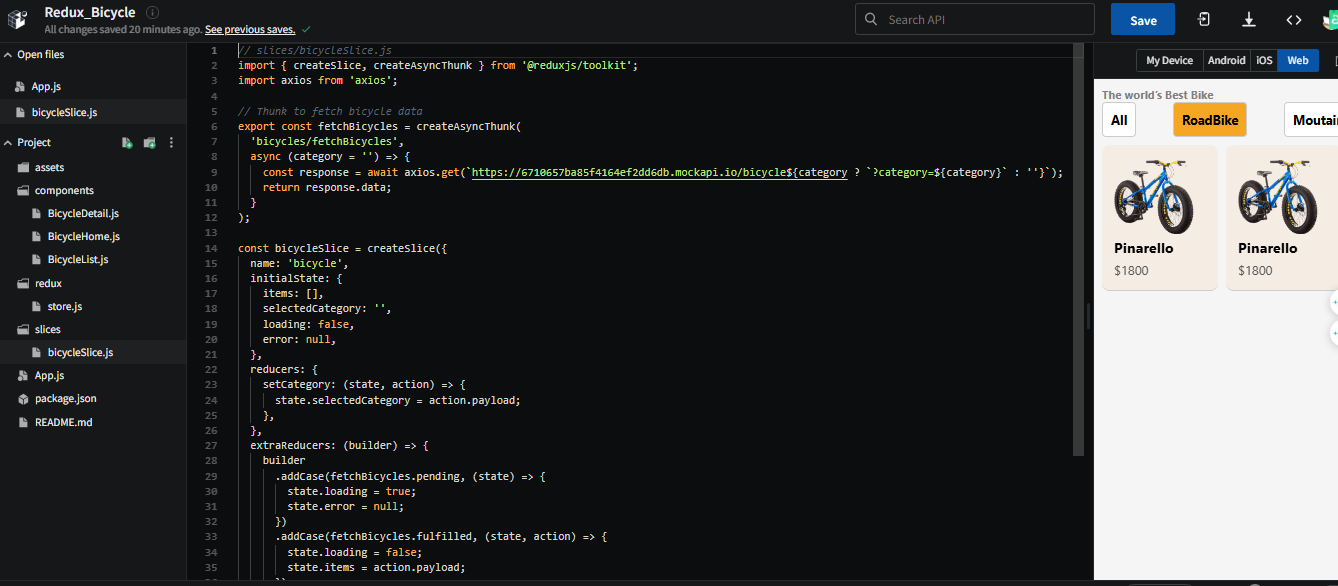 Redux_Bicycle
All changes saved 20 minutes ago. See previous saves.
Search API
Save
Open files
App.js
bicycleSlice.js
Project
assets
components
BicycleDetail.js
BicycleHome.js
BicycleList.js
redux
store.js
slices
bicycleSlice.js
App.js
package.json
README.md
1 // slices/bicycleSlice.js
2 import { createSlice, createAsyncThunk } from '@reduxjs/toolkit';
3 import axios from 'axios';
4
5 // Thunk to fetch bicycle data
6 export const fetchBicycles = createAsyncThunk(
7 'bicycles/fetchBicycles',
8 async (category = '') => {
9 const response = await axios.get(`https://6710657ba85f4164ef2dd6db.mockapi.io/bicycle${category ? `?category=${category}` : ''}`);
10 return response.data;
11 }
12 );
13
14 const bicycleSlice = createSlice({
15 name: 'bicycle',
16 initialState: {
17 items: [],
18 selectedCategory: '',
19 loading: false,
20 error: null,
21 },
22 reducers: {
23 setCategory: (state, action) => {
24 state.selectedCategory = action.payload;
25 },
26 },
27 extraReducers: (builder) => {
28 builder
29 .addCase(fetchBicycles.pending, (state) => {
30 state.loading = true;
31 state.error = null;
32 })
33 .addCase(fetchBicycles.fulfilled, (state, action) => {
34 state.loading = false;
35 state.items = action.payload;
My Device Android iOS Web
The world's Best Bike
All RoadBike Moutai
Pinarello Pinarello
$1800 $1800